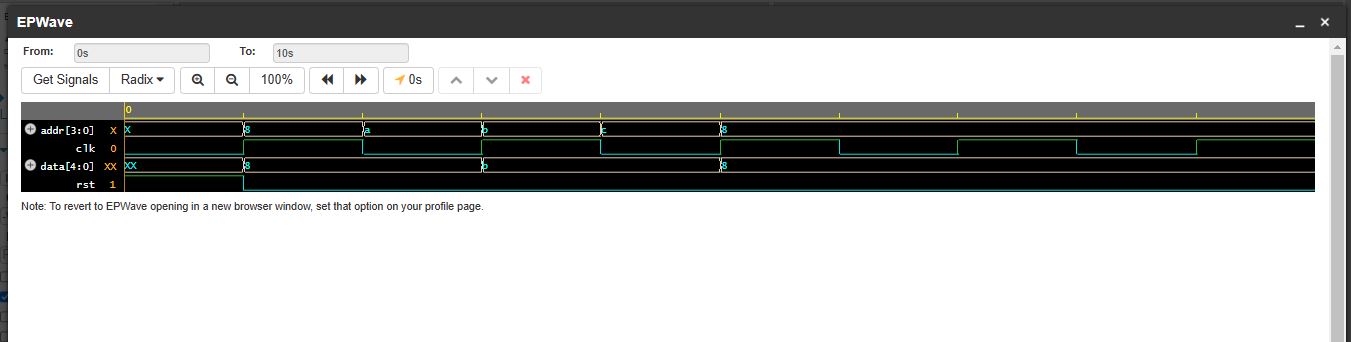 EPWave
From: 0s To: 10s
Get Signals Radix 100% 0s
0
addr[3:0] X X 8 a b c 8
clk 0
data[4:0] XX XX 8 b 8
rst 1
Note: To revert to EPWave opening in a new browser window, set that option on your profile page.